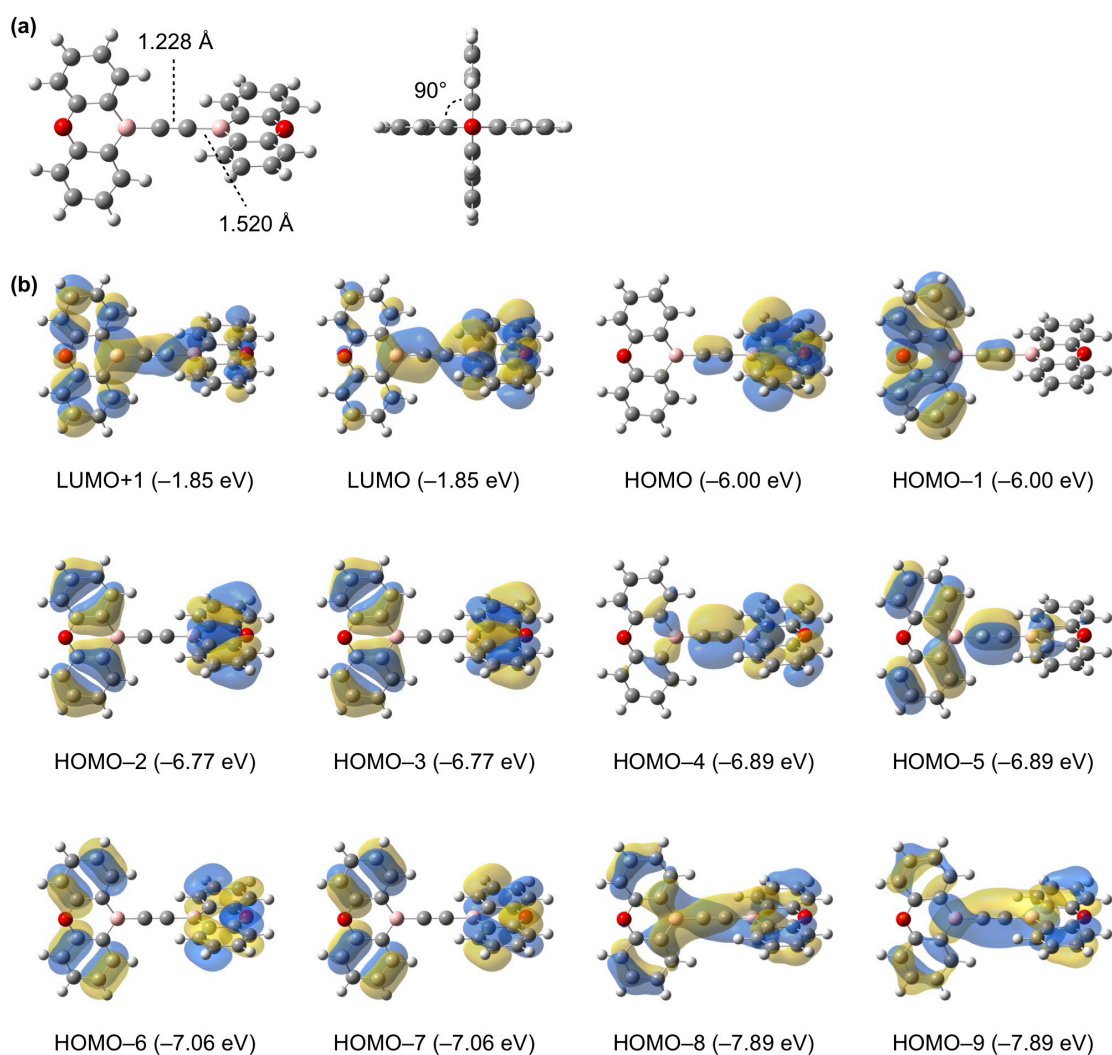 (a)
1.228 Å
90°
1.520 Å
(b)
LUMO+1 (–1.85 eV)
LUMO (–1.85 eV)
HOMO (–6.00 eV)
HOMO–1 (–6.00 eV)
HOMO–2 (–6.77 eV)
HOMO–3 (–6.77 eV)
HOMO–4 (–6.89 eV)
HOMO–5 (–6.89 eV)
HOMO–6 (–7.06 eV)
HOMO–7 (–7.06 eV)
HOMO–8 (–7.89 eV)
HOMO–9 (–7.89 eV)